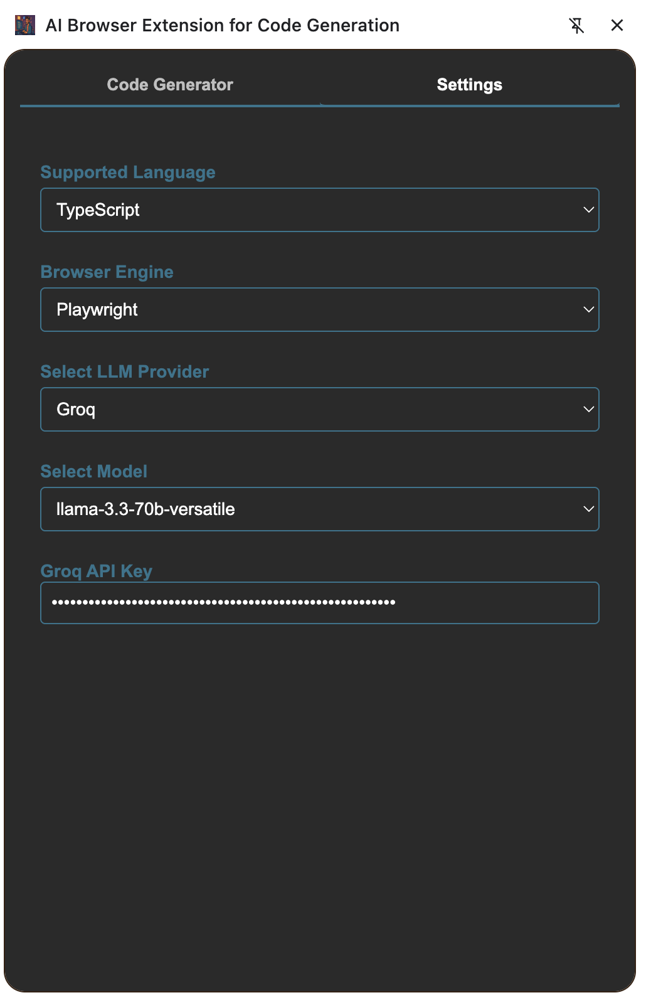 AI Browser Extension for Code Generation
Code Generator
Settings
Supported Language
TypeScript
Browser Engine
Playwright
Select LLM Provider
Groq
Select Model
llama-3.3-70b-versatile
Groq API Key
••••••••••••••••••••••••••••••••••••••••••••••••••••••••